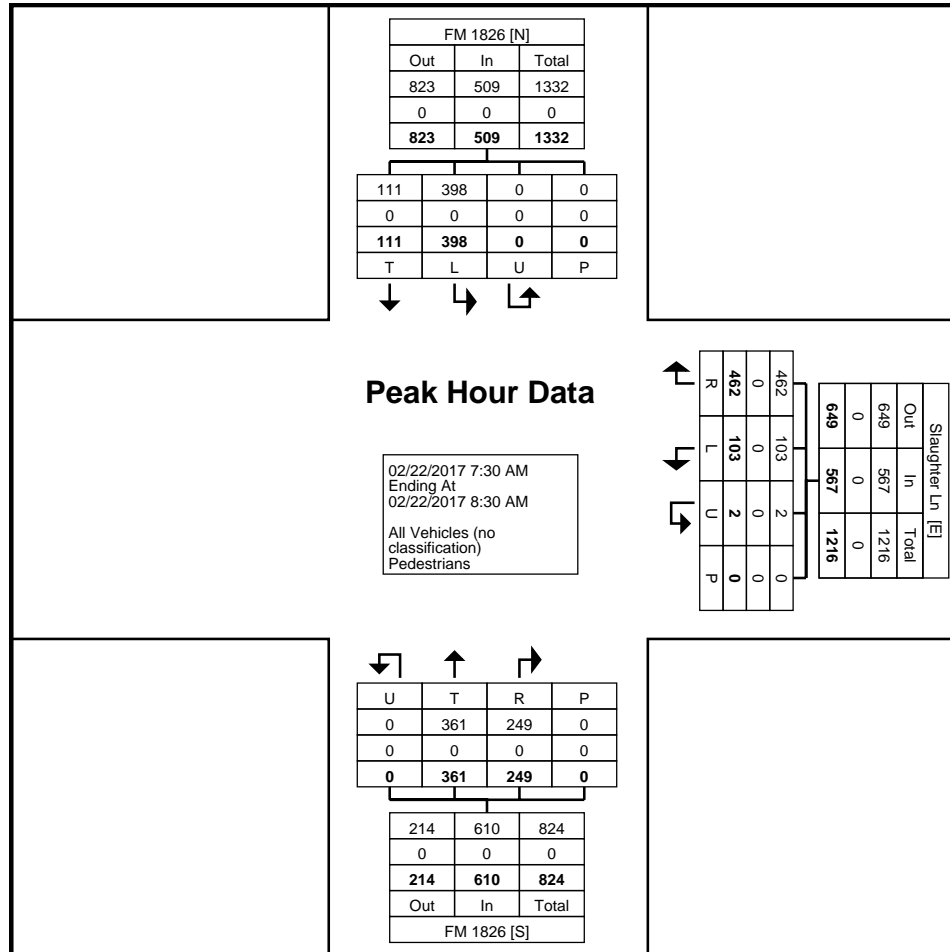 FM 1826 [N]
Out In Total
823 509 1332
0 0 0
823 509 1332
111 398 0 0
0 0 0 0
111 398 0 0
T L U P
Peak Hour Data
02/22/2017 7:30 AM
Ending At
02/22/2017 8:30 AM
All Vehicles (no
classification)
Pedestrians
Slaughter Ln [E]
Out In Total
649 567 1216
0 0 0
649 567 1216
462 103 2 0
0 0 0 0
462 103 2 0
R L U P
U T R P
0 361 249 0
0 0 0 0
0 361 249 0
214 610 824
0 0 0
214 610 824
Out In Total
FM 1826 [S]